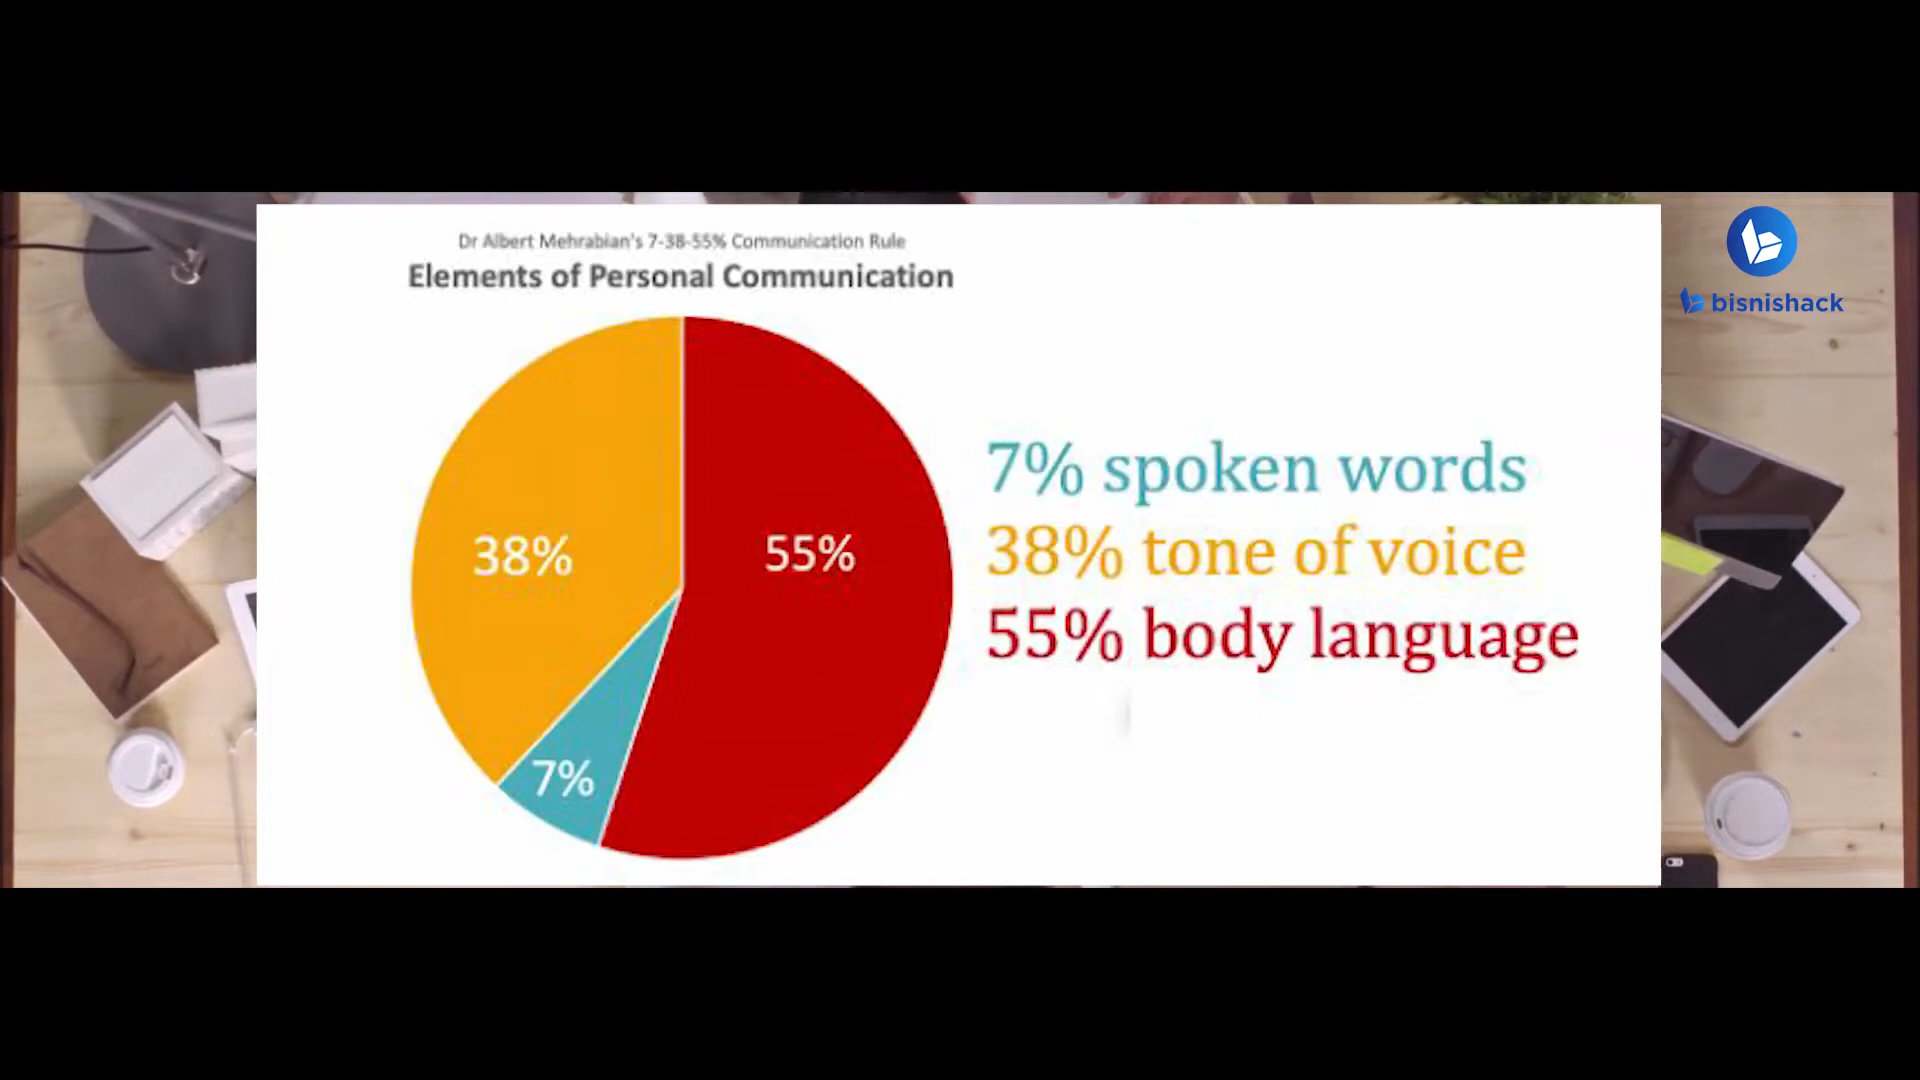 Dr Albert Mehrabian's 7-38-55% Communication Rule
Elements of Personal Communication
38%
55%
7%
7% spoken words
38% tone of voice
55% body language
bisnishack